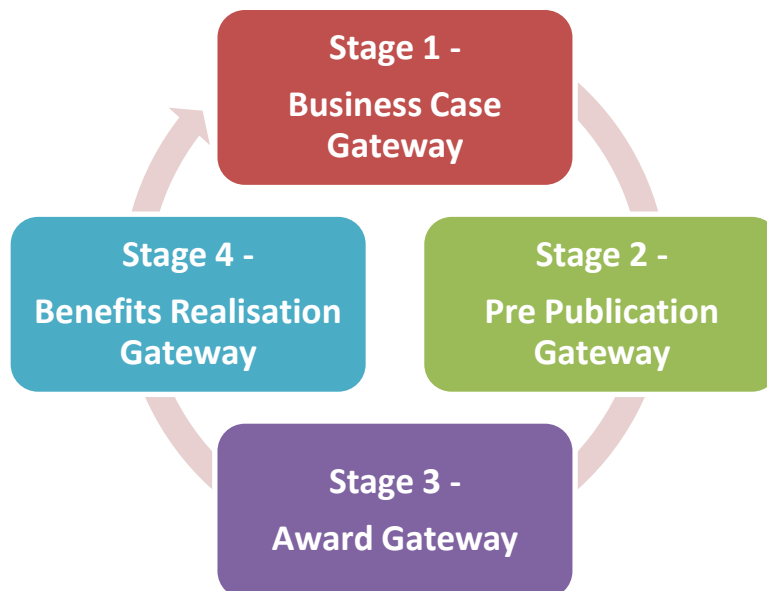 Stage 1 -
Business Case
Gateway
Stage 2 -
Pre Publication
Gateway
Stage 3 -
Award Gateway
Stage 4 -
Benefits Realisation
Gateway